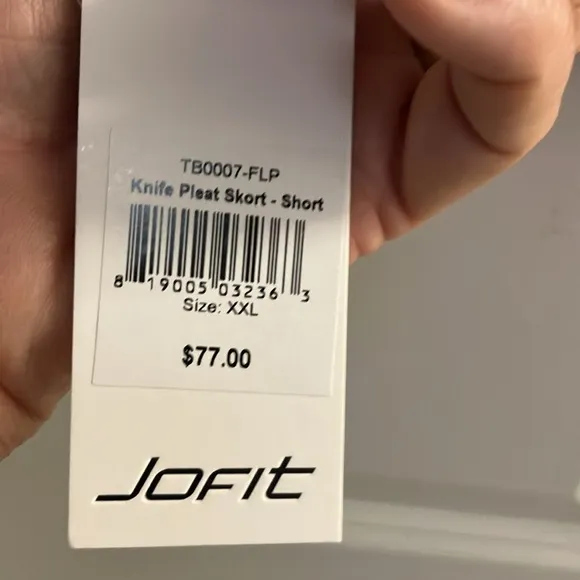 TB0007-FLP
Knife Pleat Skort - Short
8 19005 03236 3
Size: XXL
$77.00
JOFIT